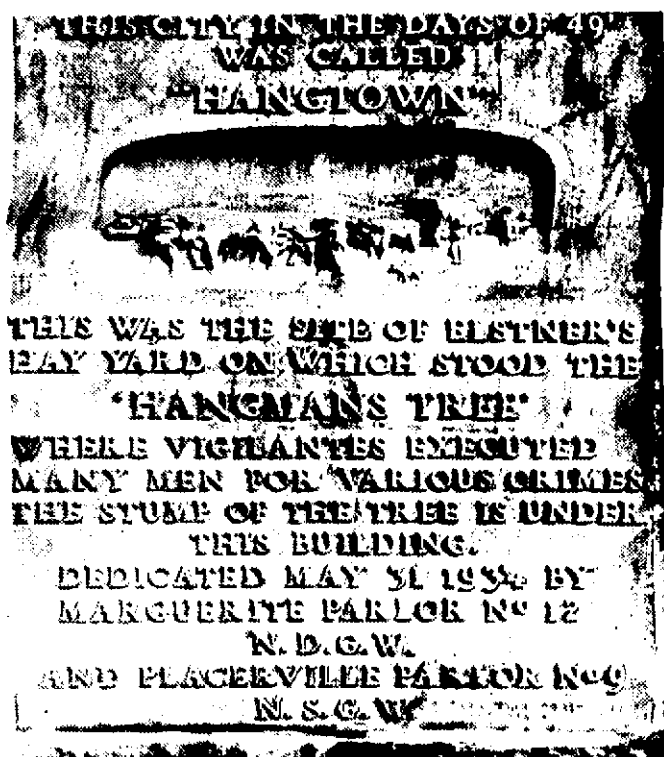 THIS CITY IN THE DAYS OF 49'
WAS CALLED
"HANGTOWN"
THIS WAS THE SITE OF ELSTNER'S
HAY YARD ON WHICH STOOD THE
'HANGMANS TREE'
WHERE VIGILANTES EXECUTED
MANY MEN FOR VARIOUS CRIMES
THE STUMP OF THE TREE IS UNDER
THIS BUILDING.
DEDICATED MAY 31 1934 BY
MARGUERITE PARLOR Nº 12
N. D. G. W.
AND PLACERVILLE PARLOR Nº 9
N. S. G. W.